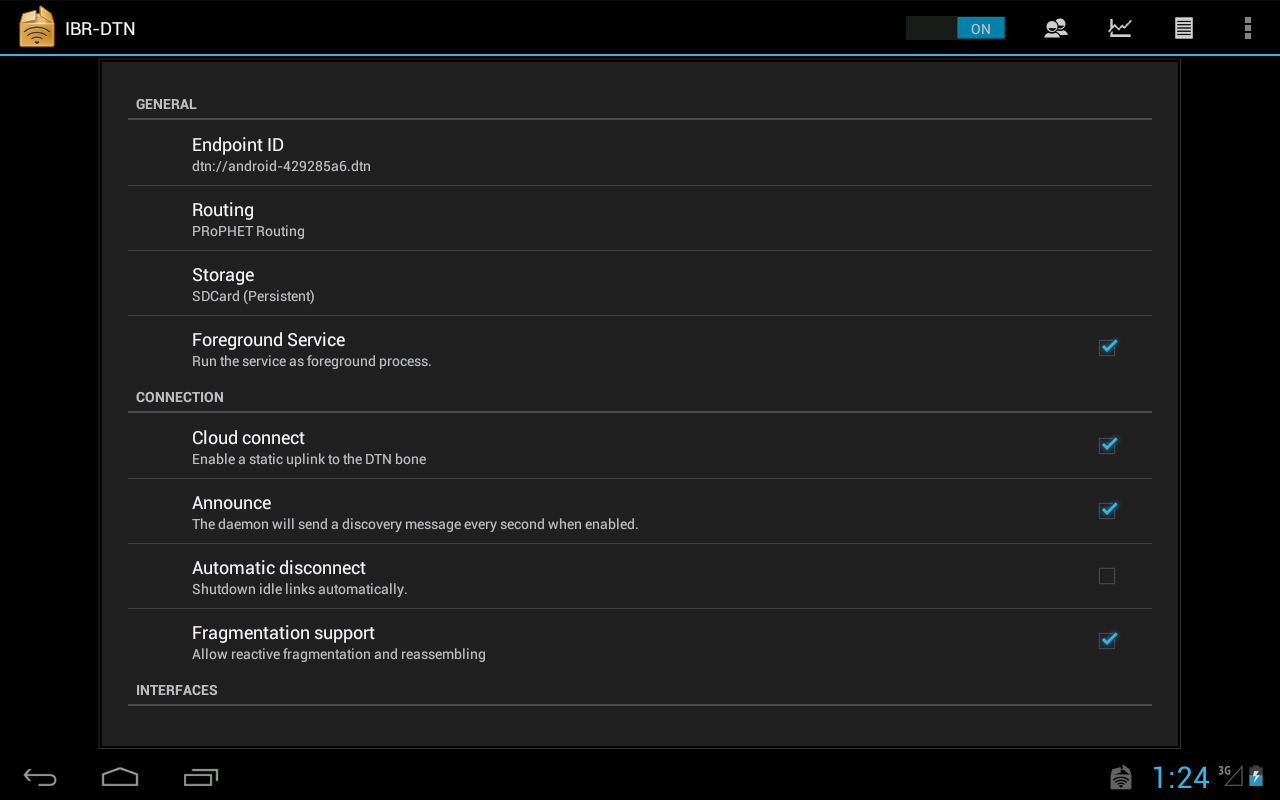 IBR-DTN
ON
GENERAL
Endpoint ID
dtn://android-429285a6.dtn
Routing
PRoPHET Routing
Storage
SDCard (Persistent)
Foreground Service
Run the service as foreground process.
CONNECTION
Cloud connect
Enable a static uplink to the DTN bone
Announce
The daemon will send a discovery message every second when enabled.
Automatic disconnect
Shutdown idle links automatically.
Fragmentation support
Allow reactive fragmentation and reassembling
INTERFACES
1:24
3G